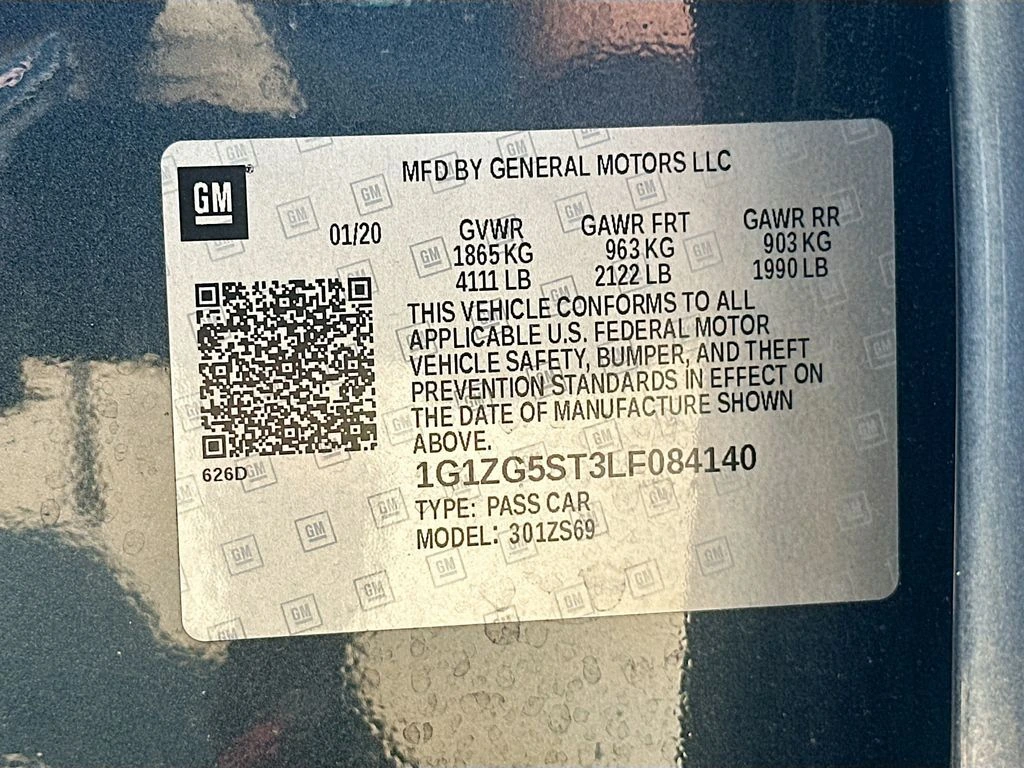 GM
MFD BY GENERAL MOTORS LLC
01/20
GVWR GAWR FRT GAWR RR
1865 KG 963 KG 903 KG
4111 LB 2122 LB 1990 LB
THIS VEHICLE CONFORMS TO ALL
APPLICABLE U.S. FEDERAL MOTOR
VEHICLE SAFETY, BUMPER, AND THEFT
PREVENTION STANDARDS IN EFFECT ON
THE DATE OF MANUFACTURE SHOWN
ABOVE.
626D
1G1ZG5ST3LF084140
TYPE: PASS CAR
MODEL: 301ZS69